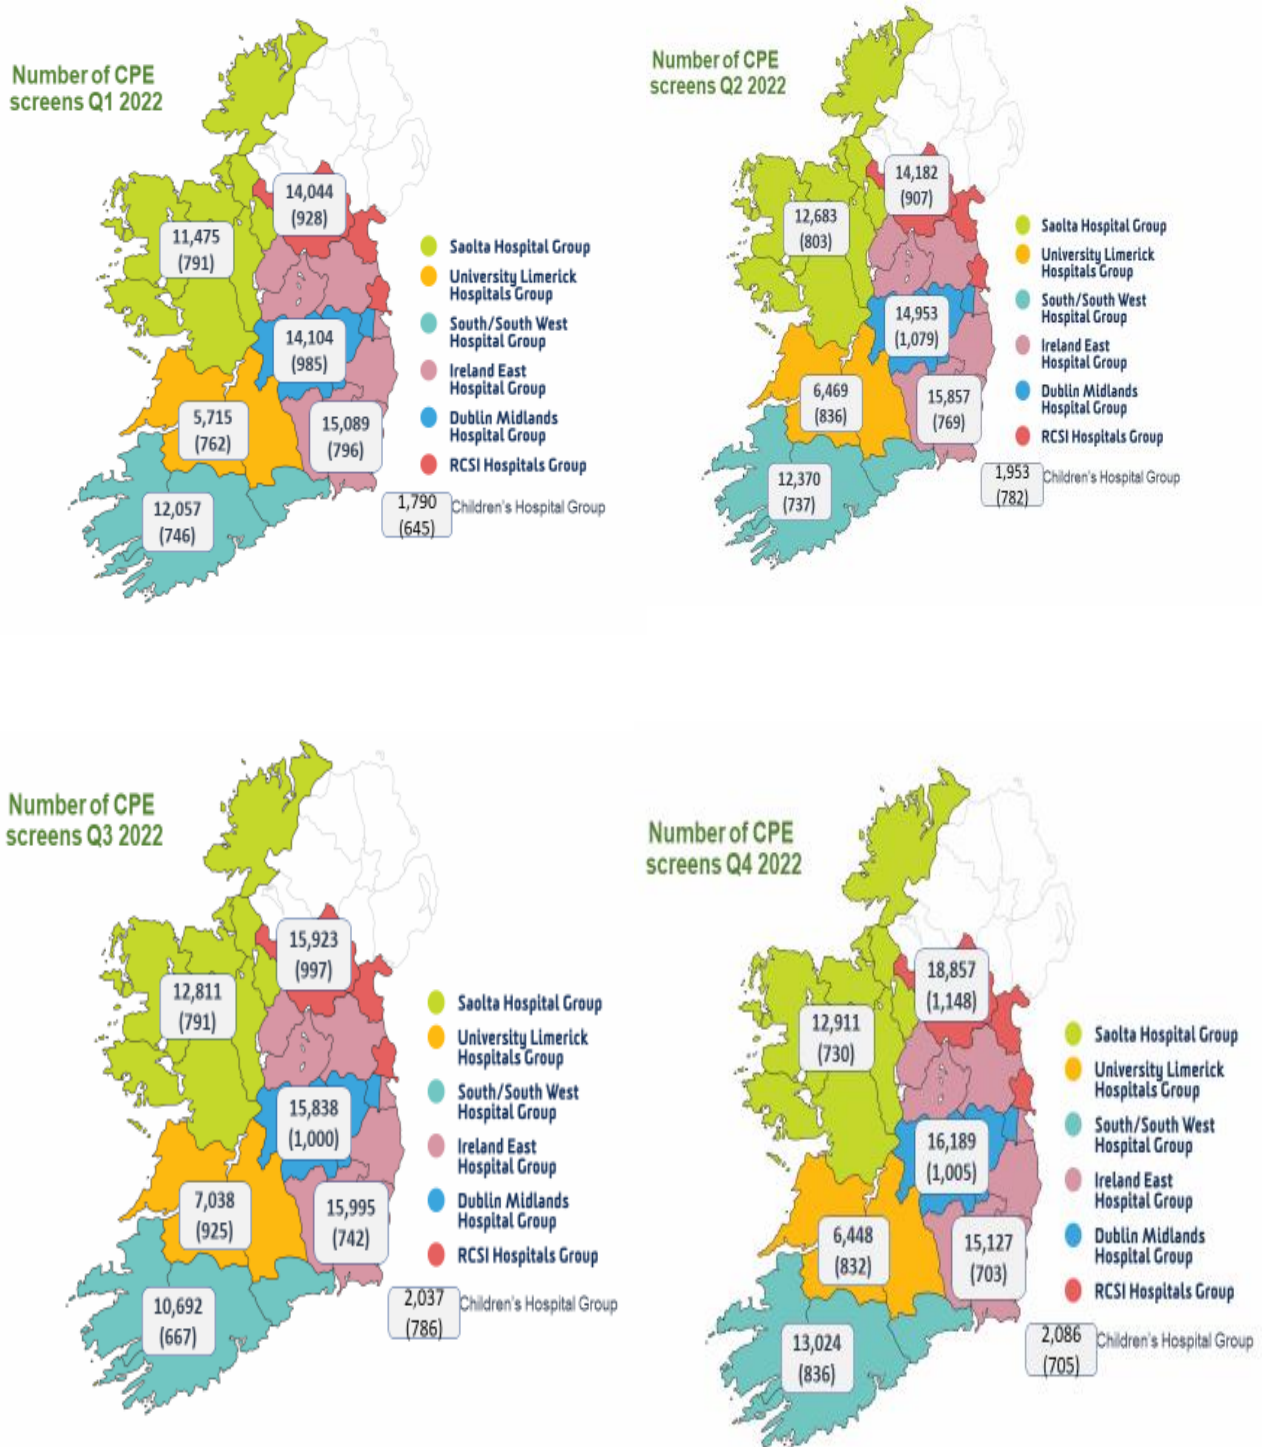 Number of CPE
screens Q1 2022
14,044
(928)
11,475
(791)
14,104
(985)
5,715
(762)
15,089
(796)
12,057
(746)
Saolta Hospital Group
University Limerick
Hospitals Group
South/South West
Hospital Group
Ireland East
Hospital Group
Dublin Midlands
Hospital Group
RCSI Hospitals Group
1,790
(645)
Children's Hospital Group
Number of CPE
screens Q2 2022
14,182
(907)
12,683
(803)
14,953
(1,079)
6,469
(836)
15,857
(769)
12,370
(737)
Saolta Hospital Group
University Limerick
Hospitals Group
South/South West
Hospital Group
Ireland East
Hospital Group
Dublin Midlands
Hospital Group
RCSI Hospitals Group
1,953
(782)
Children's Hospital Group
Number of CPE
screens Q3 2022
15,923
(997)
12,811
(791)
15,838
(1,000)
7,038
(925)
15,995
(742)
10,692
(667)
Saolta Hospital Group
University Limerick
Hospitals Group
South/South West
Hospital Group
Ireland East
Hospital Group
Dublin Midlands
Hospital Group
RCSI Hospitals Group
2,037
(786)
Children's Hospital Group
Number of CPE
screens Q4 2022
18,857
(1,148)
12,911
(730)
16,189
(1,005)
6,448
(832)
15,127
(703)
13,024
(836)
Saolta Hospital Group
University Limerick
Hospitals Group
South/South West
Hospital Group
Ireland East
Hospital Group
Dublin Midlands
Hospital Group
RCSI Hospitals Group
2,086
(705)
Children's Hospital Group